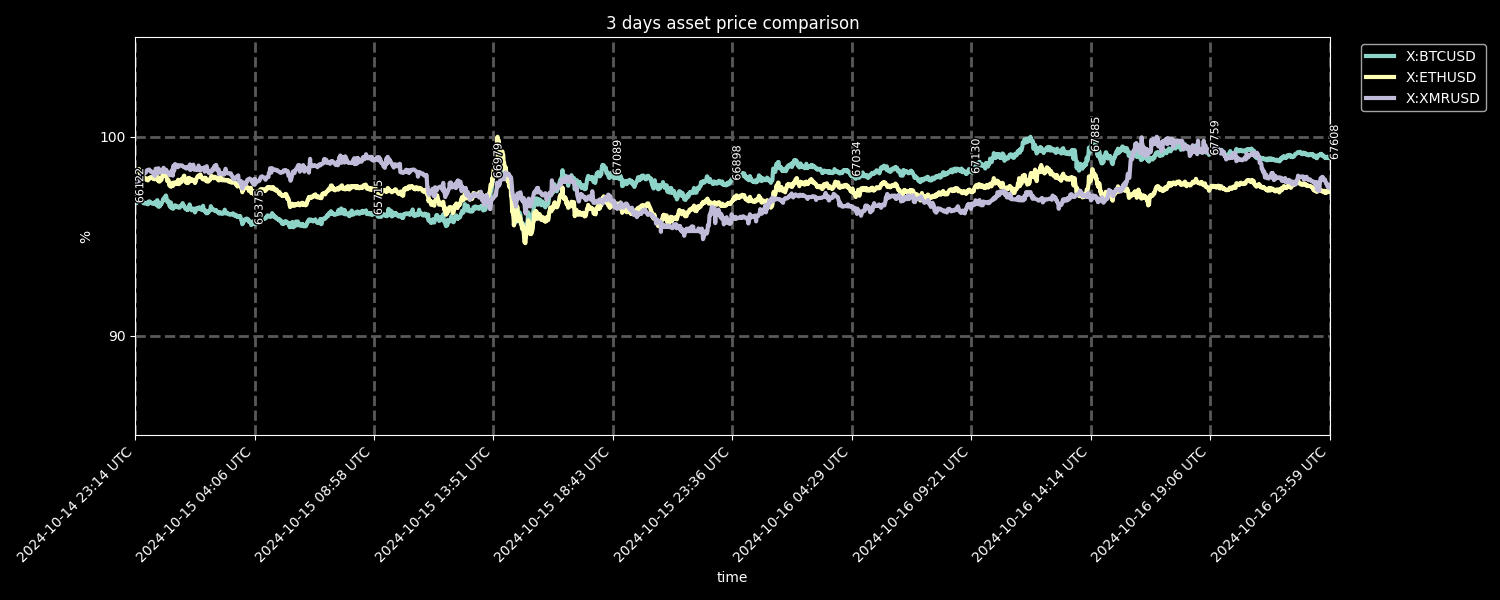 3 days asset price comparison
X:BTCUSD
X:ETHUSD
X:XMRUSD
100
90
%
66122
65375
65715
66979
67089
66898
67034
67130
67885
67759
67608
2024-10-14 23:14 UTC
2024-10-15 04:06 UTC
2024-10-15 08:58 UTC
2024-10-15 13:51 UTC
2024-10-15 18:43 UTC
2024-10-15 23:36 UTC
2024-10-16 04:29 UTC
2024-10-16 09:21 UTC
2024-10-16 14:14 UTC
2024-10-16 19:06 UTC
2024-10-16 23:59 UTC
time